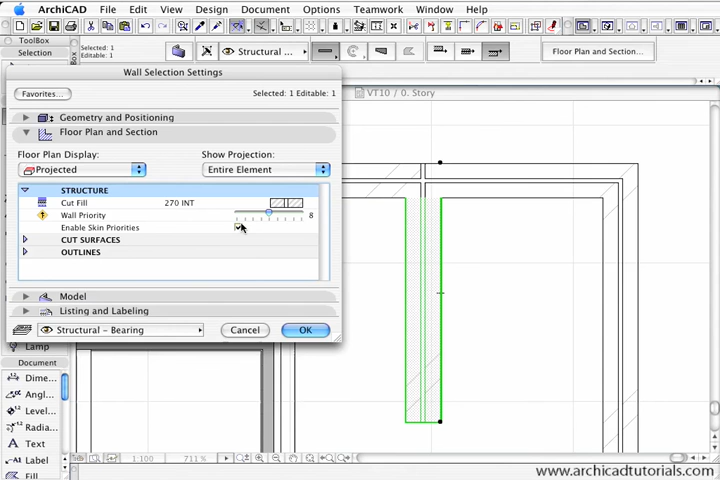 ArchiCAD File Edit View Design Document Options Teamwork Window Help
ToolBox
Selection
Selected: 1
Editable: 1
Structural ...
Floor Plan and Section...
Wall Selection Settings
Favorites...
Selected: 1 Editable: 1
VT10 / 0. Story
Geometry and Positioning
Floor Plan and Section
Floor Plan Display:
Show Projection:
Projected
Entire Element
STRUCTURE
Cut Fill 270 INT
Wall Priority 8
Enable Skin Priorities
CUT SURFACES
OUTLINES
Model
Listing and Labeling
Structural – Bearing
Cancel
OK
Lamp
Document
Dime...
Angl...
Level...
Radia...
Text
Label
Fill
1:100
711 %
www.archicadtutorials.com